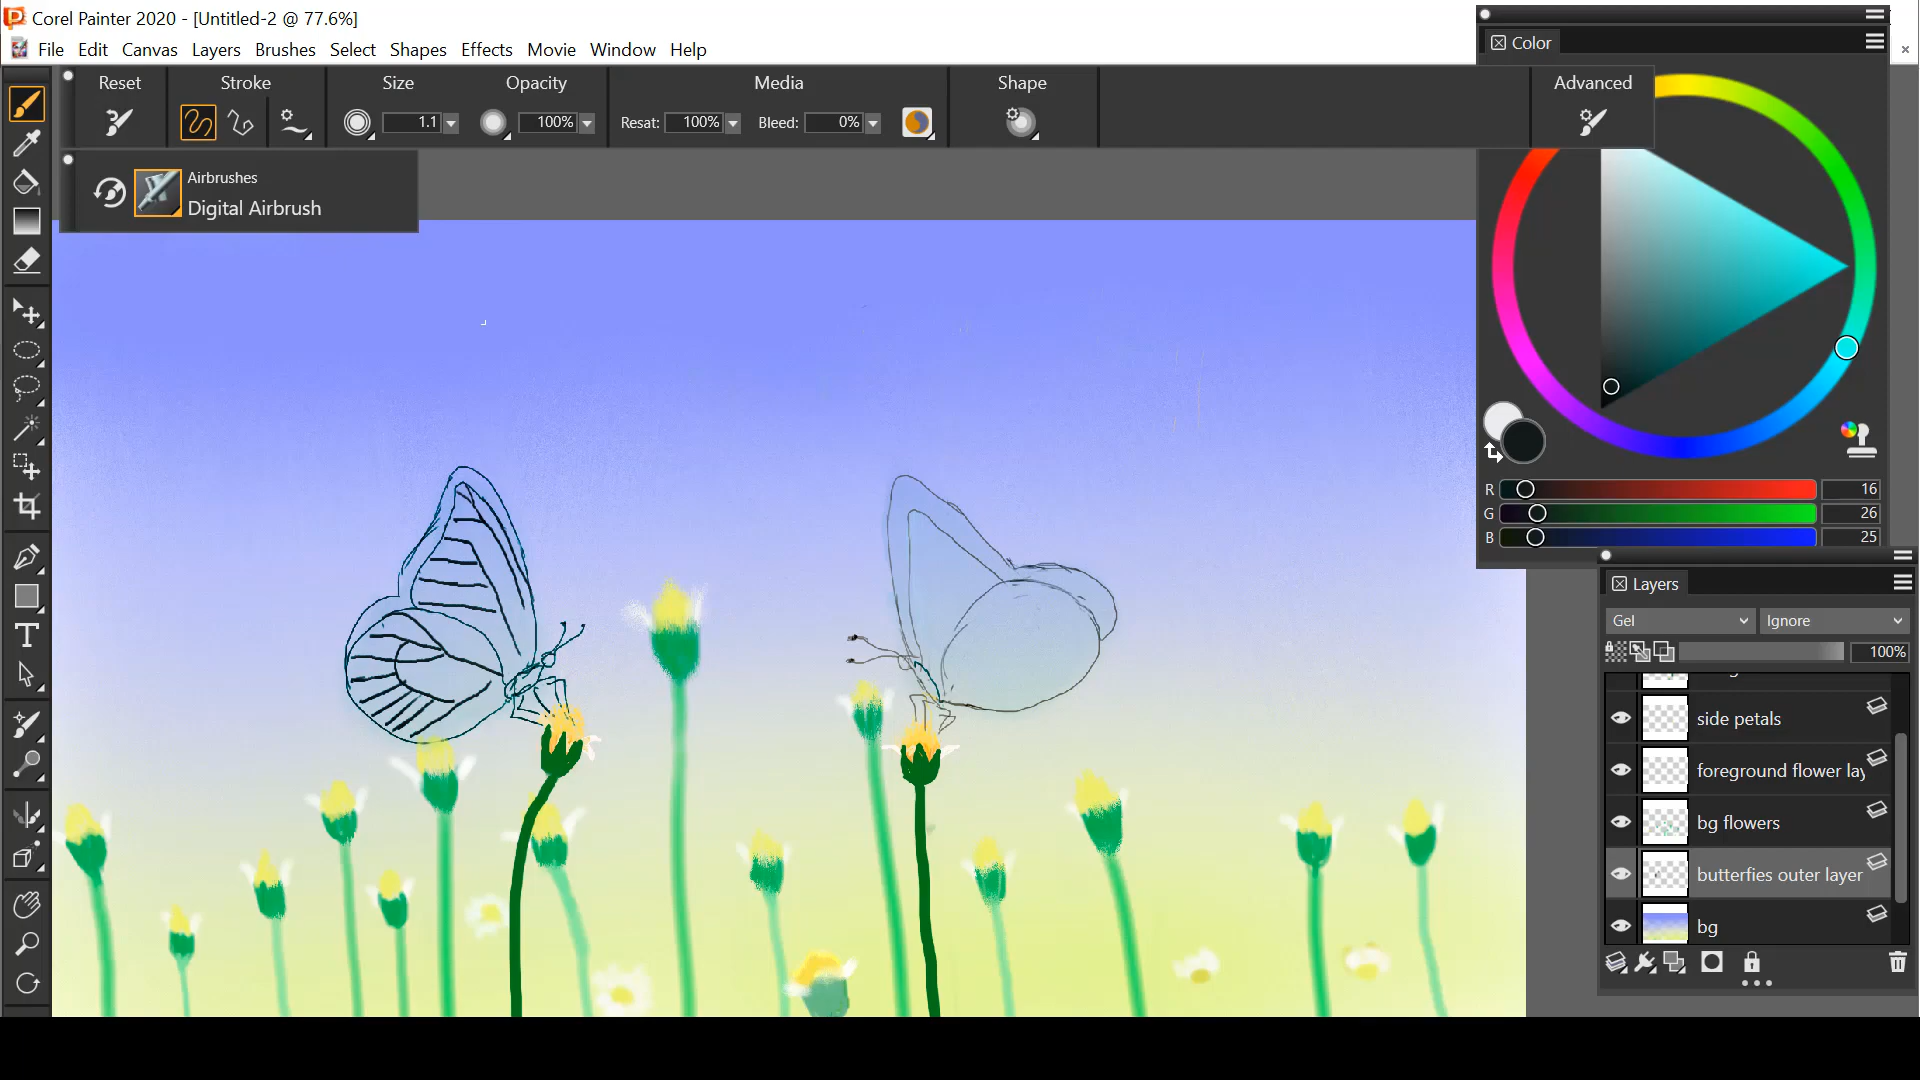 Corel Painter 2020 - [Untitled-2 @ 77.6%]
File Edit Canvas Layers Brushes Select Shapes Effects Movie Window Help
Reset Stroke Size Opacity Media Shape Advanced
1.1 100% Resat: 100% Bleed: 0%
Airbrushes
Digital Airbrush
Color
R 16
G 26
B 25
Layers
Gel Ignore
100%
side petals
foreground flower lay
bg flowers
butterfies outer layer
bg